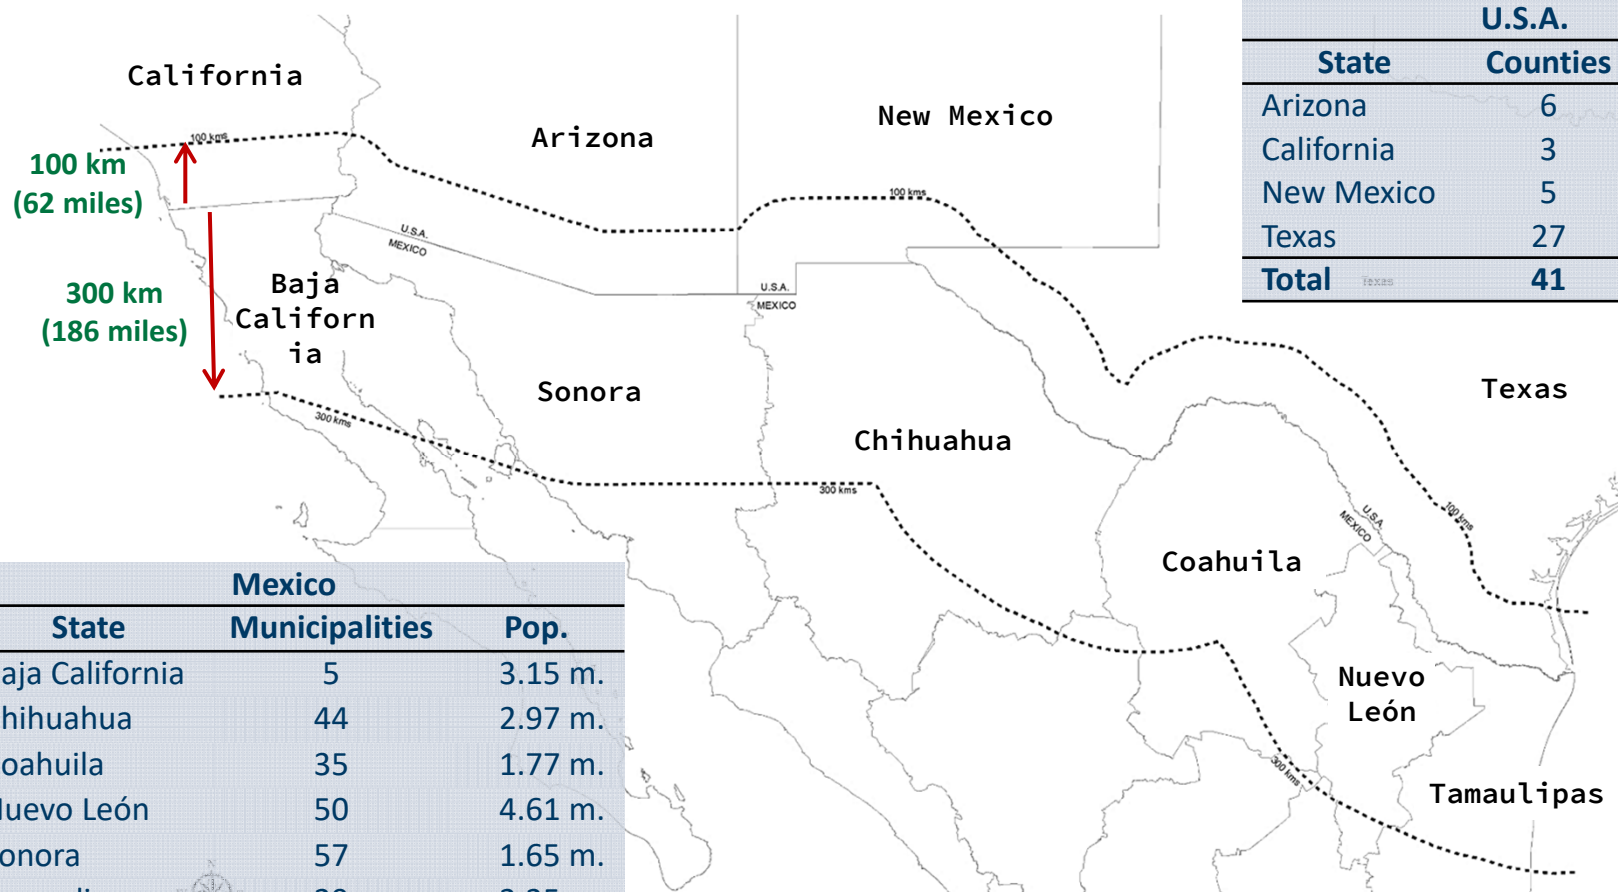 U.S.A.
State Counties
Arizona 6
California 3
New Mexico 5
Texas 27
Total 41
Texas
California
Arizona
New Mexico
100 kms
100 km
(62 miles)
100 kms
U.S.A.
MEXICO
U.S.A.
MEXICO
300 km
(186 miles)
Baja
Californ
ia
Sonora
Texas
300 kms
Chihuahua
300 kms
100 kms
U.S.A.
MEXICO
Coahuila
Nuevo
León
300 kms
Tamaulipas
Mexico
State Municipalities Pop.
aja California 5 3.15 m.
hihuahua 44 2.97 m.
oahuila 35 1.77 m.
Nuevo León 50 4.61 m.
onora 57 1.65 m.